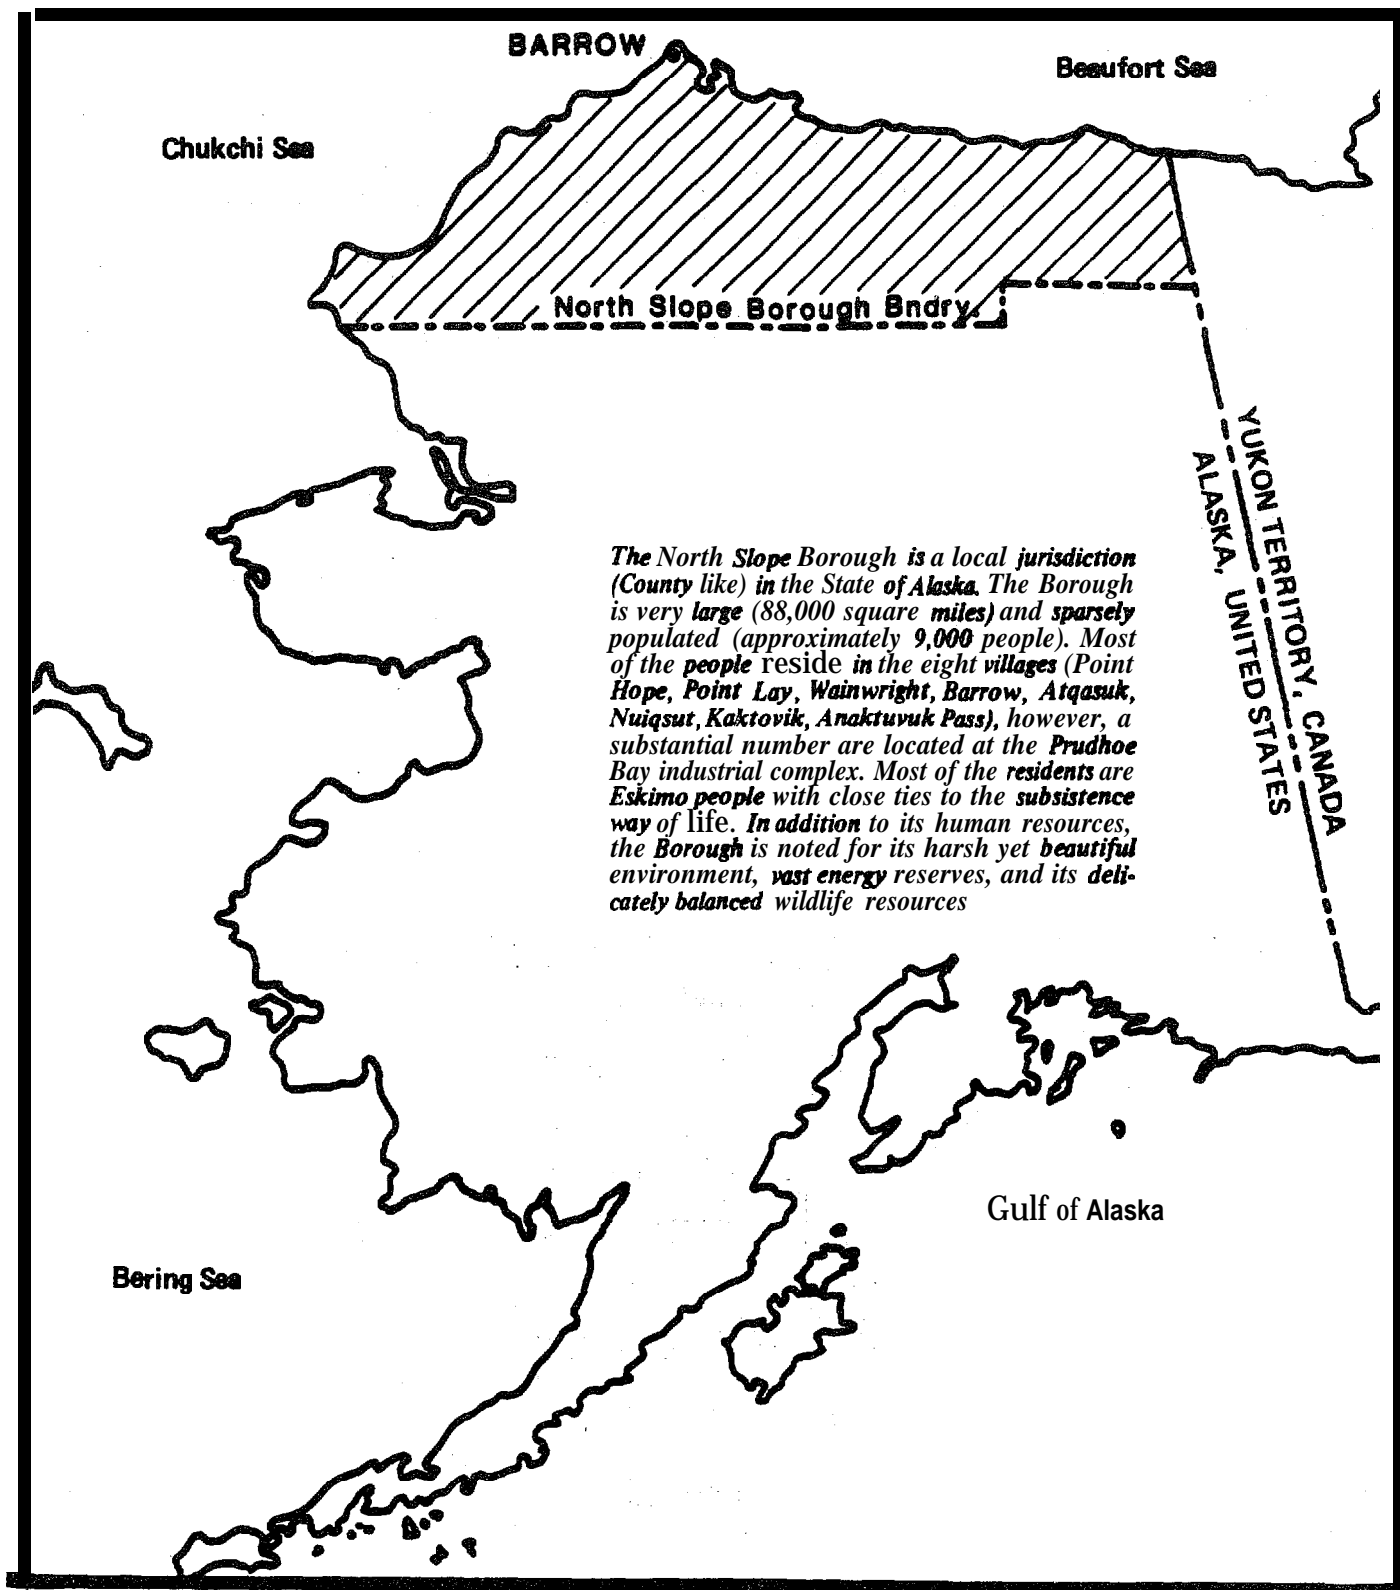 BARROW
Beaufort Sea
Chukchi Sea
North Slope Borough Bndry.
YUKON TERRITORY, CANADA
ALASKA, UNITED STATES
The North Slope Borough is a local jurisdiction
(County like) in the State of Alaska. The Borough
is very large (88,000 square miles) and sparsely
populated (approximately 9,000 people). Most
of the people reside in the eight villages (Point
Hope, Point Lay, Wainwright, Barrow, Atqasuk,
Nuiqsut, Kaktovik, Anaktuvuk Pass), however, a
substantial number are located at the Prudhoe
Bay industrial complex. Most of the residents are
Eskimo people with close ties to the subsistence
way of life. In addition to its human resources,
the Borough is noted for its harsh yet beautiful
environment, vast energy reserves, and its deli-
cately balanced wildlife resources
Gulf of Alaska
Bering Sea